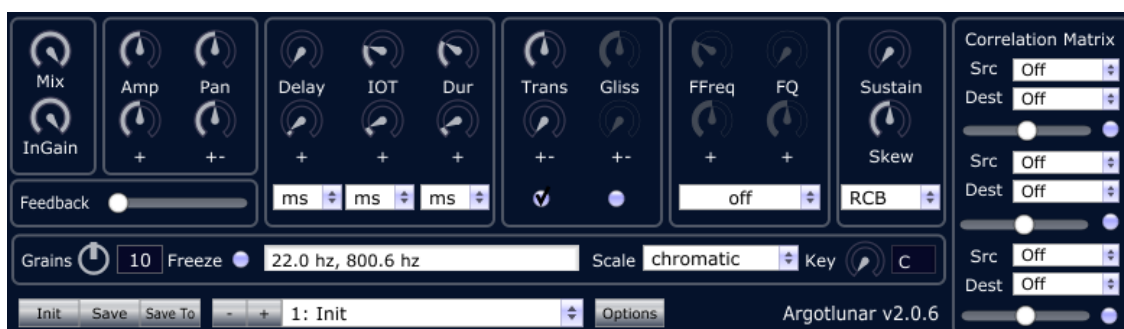 Mix
InGain
Amp Pan
+ +-
Delay IOT Dur
+ + +
ms ms ms
Trans Gliss
+- +-
FFreq FQ
+ +
off
Sustain
Skew
RCB
Correlation Matrix
Src Off
Dest Off
Src Off
Dest Off
Src Off
Dest Off
Feedback
Grains 10 Freeze 22.0 hz, 800.6 hz Scale chromatic Key C
Init Save Save To - + 1: Init Options Argotlunar v2.0.6